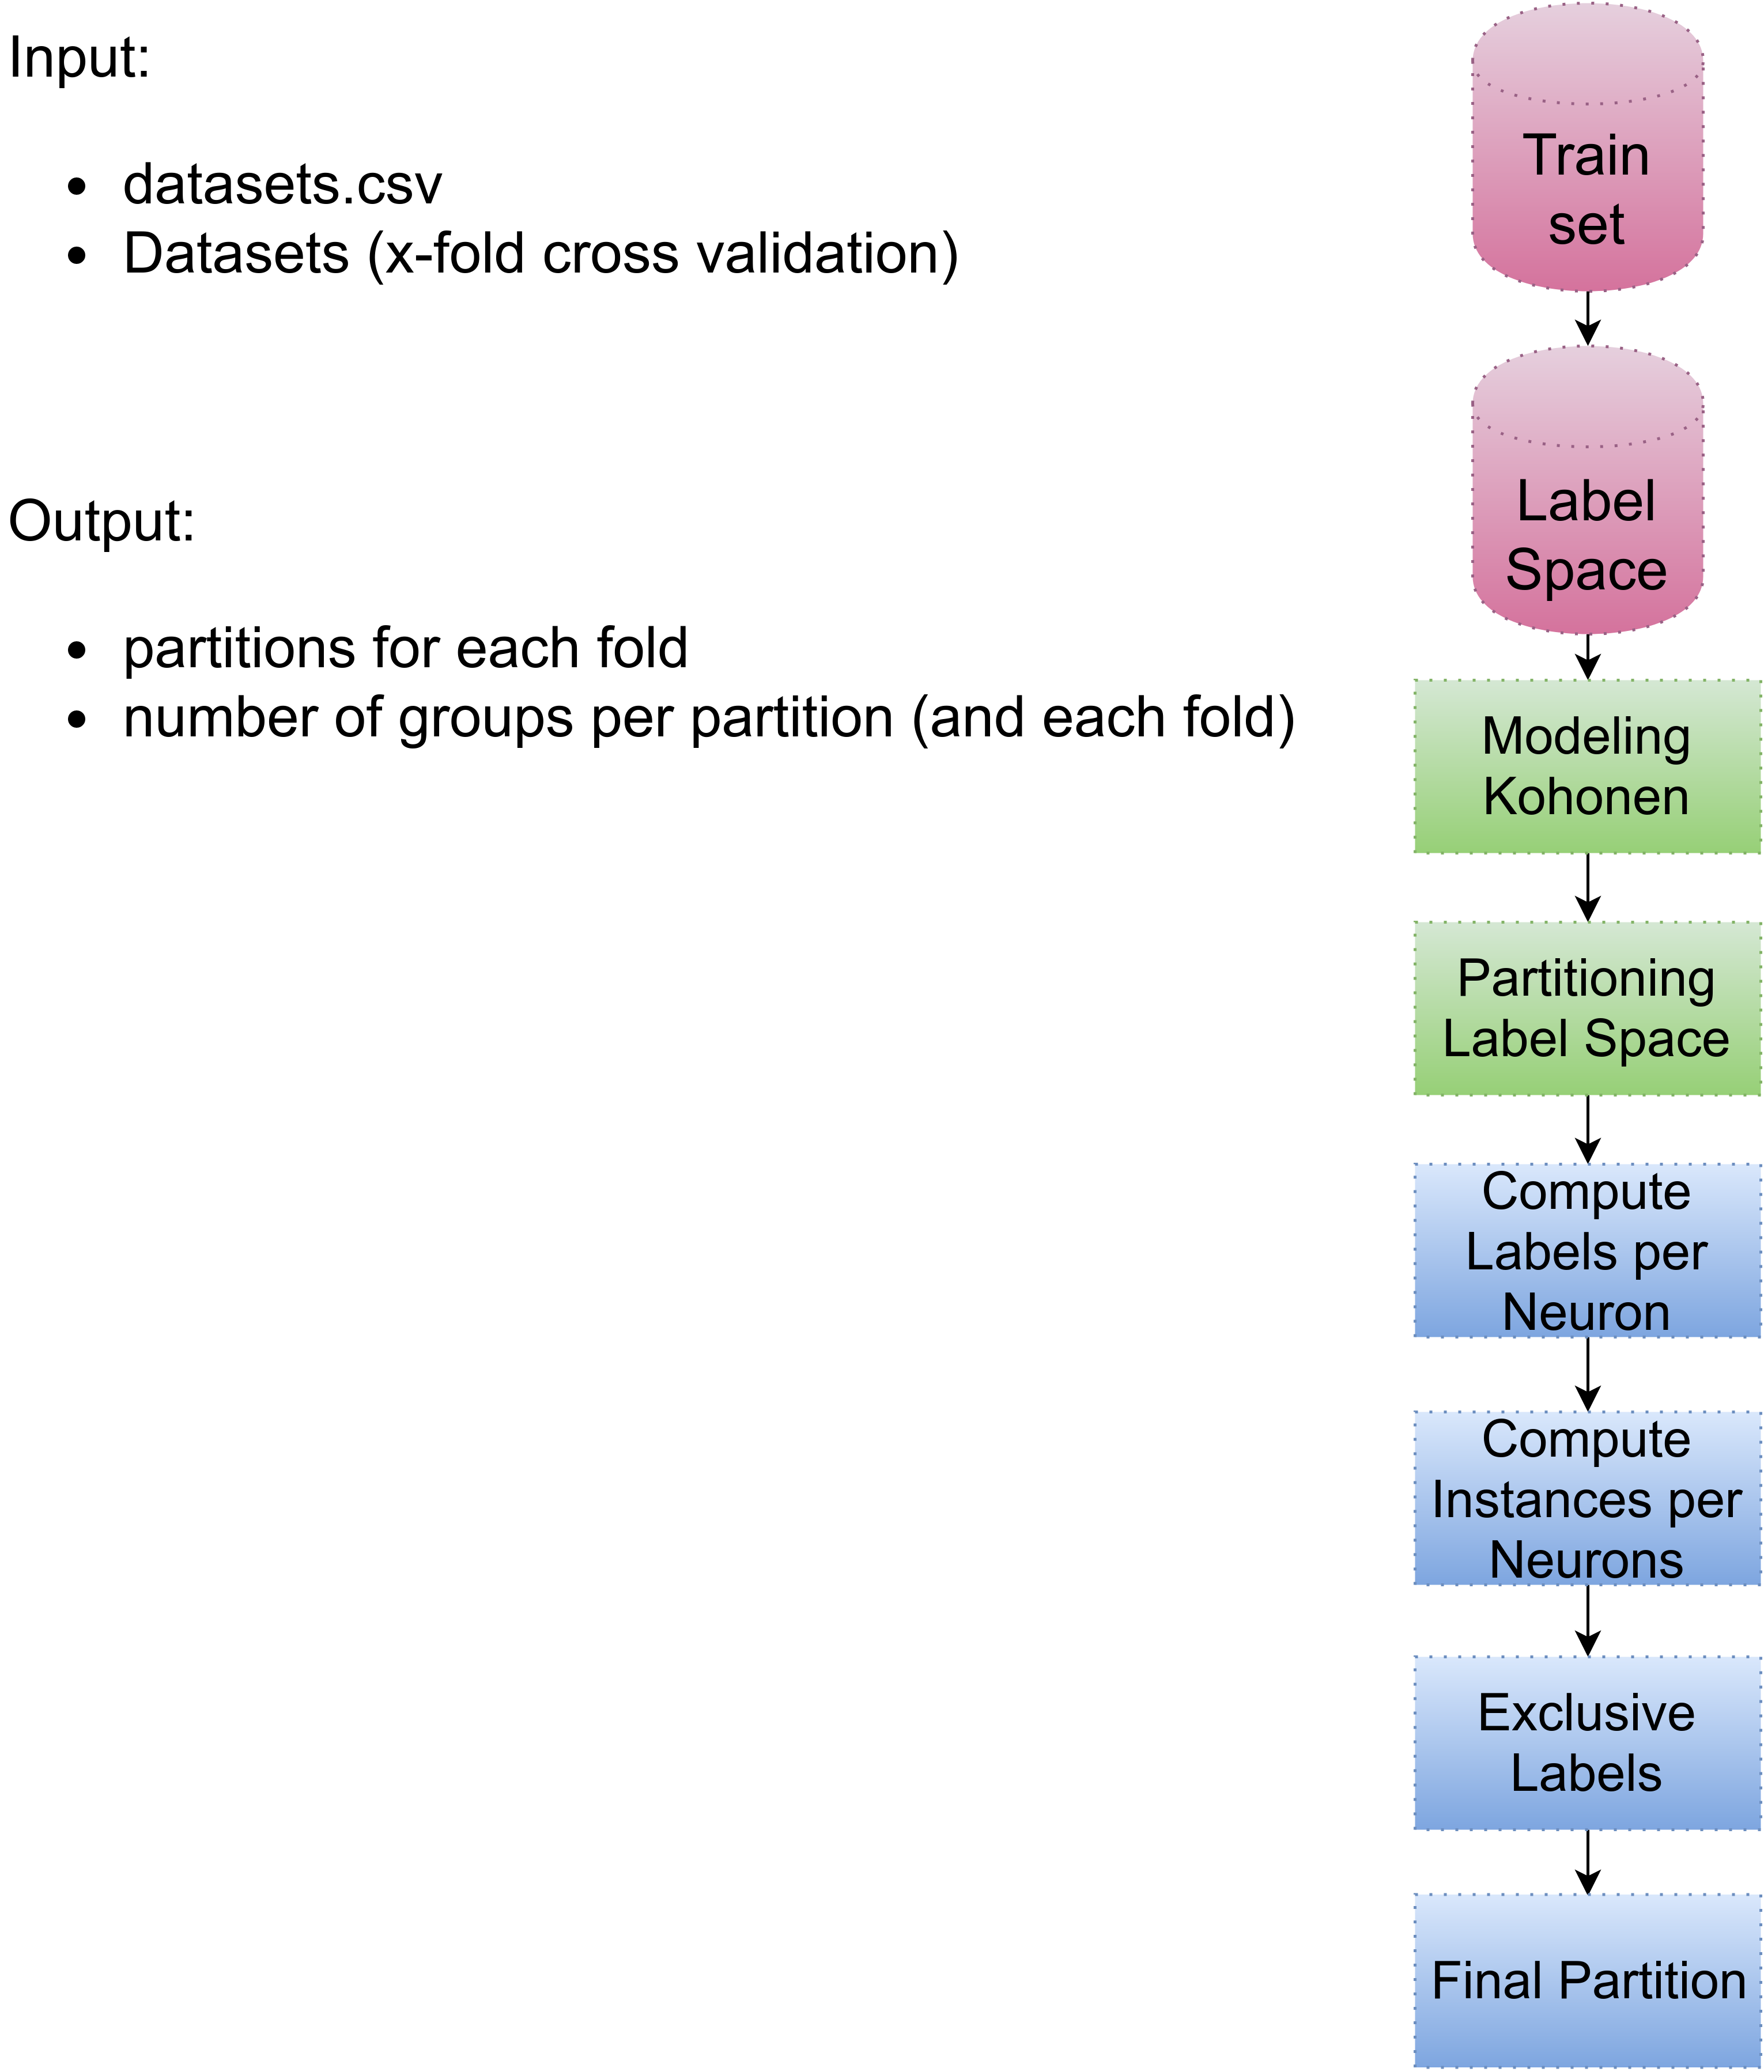 Input:
• datasets.csv
• Datasets (x-fold cross validation)
Output:
• partitions for each fold
• number of groups per partition (and each fold)
Train
set
Label
Space
Modeling
Kohonen
Partitioning
Label Space
Compute
Labels per
Neuron
Compute
Instances per
Neurons
Exclusive
Labels
Final Partition